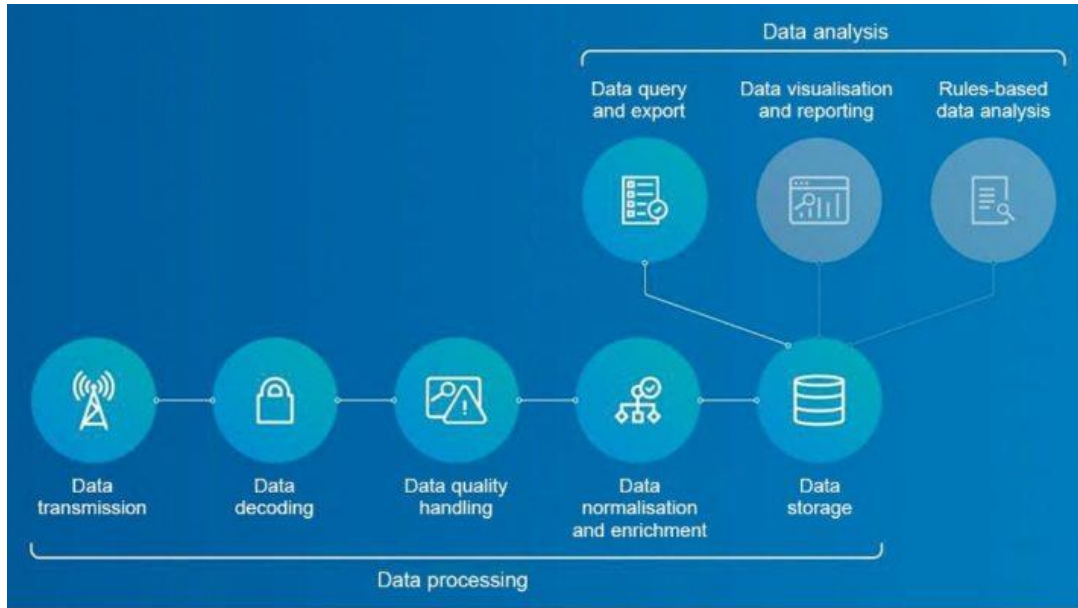 Data analysis
Data query
and export
Data visualisation
and reporting
Rules-based
data analysis
Data
transmission
Data
decoding
Data quality
handling
Data
normalisation
and enrichment
Data
storage
Data processing